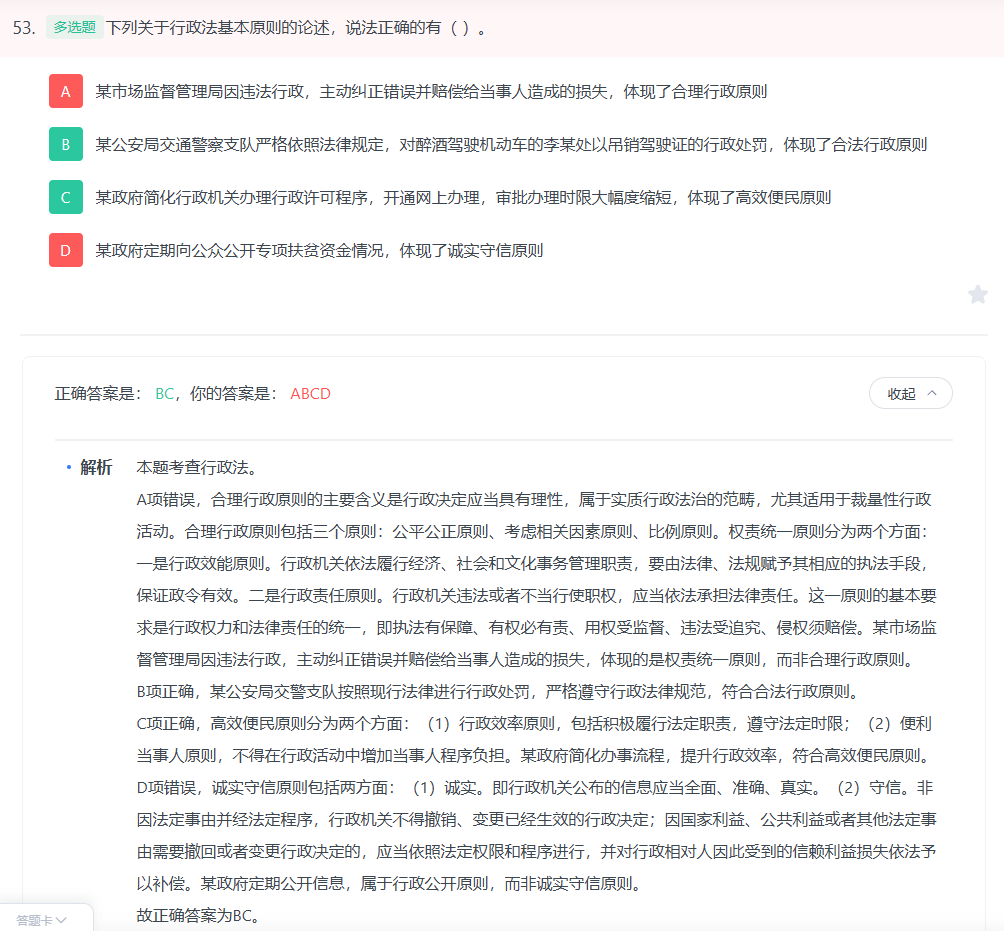 53. 多选题 下列关于行政法基本原则的论述，说法正确的有（ ）。
A 某市场监督管理局因违法行政，主动纠正错误并赔偿给当事人造成的损失，体现了合理行政原则
B 某公安局交通警察支队严格依照法律规定，对醉酒驾驶机动车的李某处以吊销驾驶证的行政处罚，体现了合法行政原则
C 某政府简化行政机关办理行政许可程序，开通网上办理，审批办理时限大幅度缩短，体现了高效便民原则
D 某政府定期向公众公开专项扶贫资金情况，体现了诚实守信原则
正确答案是： BC，你的答案是： ABCD
收起
解析 本题考查行政法。
A项错误，合理行政原则的主要含义是行政决定应当具有理性，属于实质行政法治的范畴，尤其适用于裁量性行政
活动。合理行政原则包括三个原则：公平公正原则、考虑相关因素原则、比例原则。权责统一原则分为两个方面：
一是行政效能原则。行政机关依法履行经济、社会和文化事务管理职责，要由法律、法规赋予其相应的执法手段，
保证政令有效。二是行政责任原则。行政机关违法或者不当行使职权，应当依法承担法律责任。这一原则的基本要
求是行政权力和法律责任的统一，即执法有保障、有权必有责、用权受监督、违法受追究、侵权须赔偿。某市场监
督管理局因违法行政，主动纠正错误并赔偿给当事人造成的损失，体现的是权责统一原则，而非合理行政原则。
B项正确，某公安局交警支队按照现行法律进行行政处罚，严格遵守行政法律规范，符合合法行政原则。
C项正确，高效便民原则分为两个方面：（1）行政效率原则，包括积极履行法定职责，遵守法定时限；（2）便利
当事人原则，不得在行政活动中增加当事人程序负担。某政府简化办事流程，提升行政效率，符合高效便民原则。
D项错误，诚实守信原则包括两方面：（1）诚实。即行政机关公布的信息应当全面、准确、真实。（2）守信。非
因法定事由并经法定程序，行政机关不得撤销、变更已经生效的行政决定；因国家利益、公共利益或者其他法定事
由需要撤回或者变更行政决定的，应当依照法定权限和程序进行，并对行政相对人因此受到的信赖利益损失依法予
以补偿。某政府定期公开信息，属于行政公开原则，而非诚实守信原则。
故正确答案为BC。
答题卡